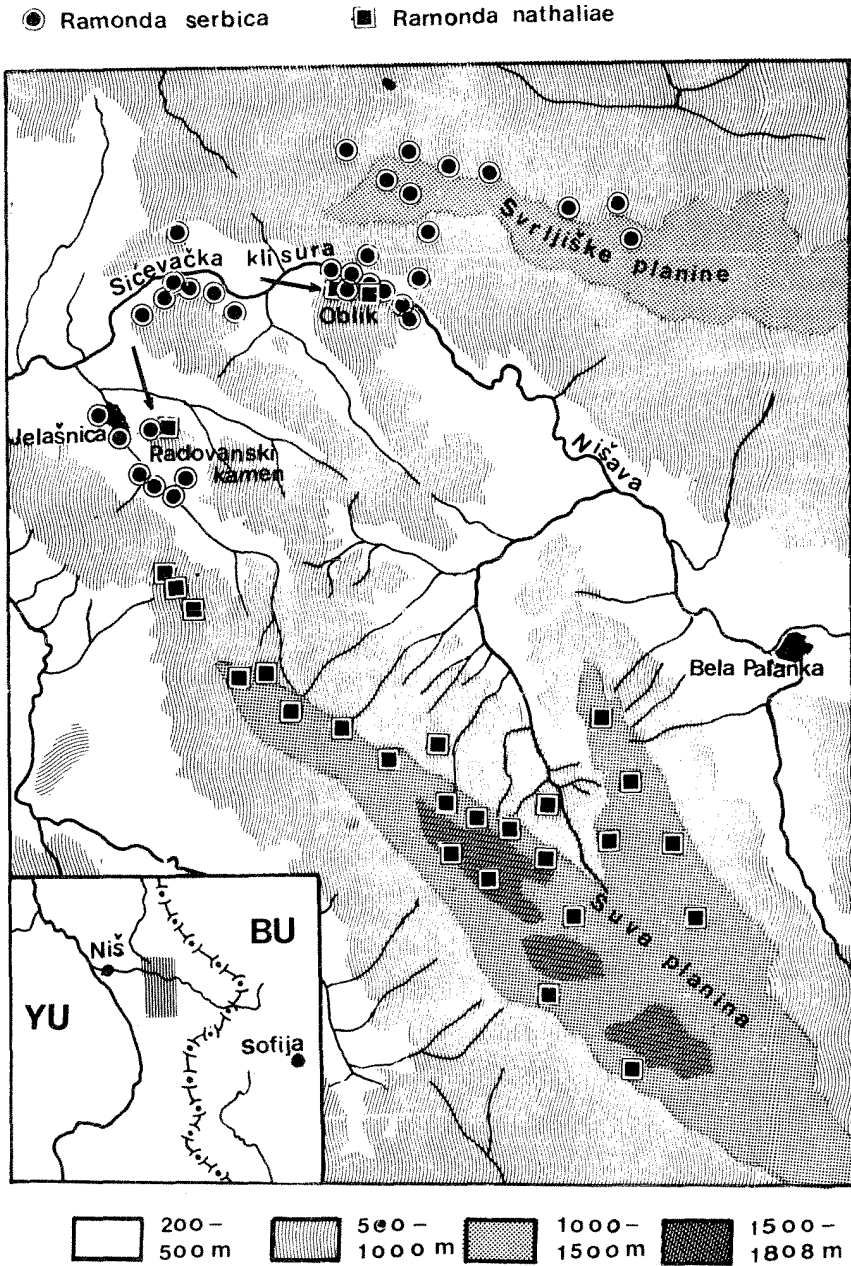 Ramonda serbica
Ramonda nathaliae
Svrljiške planine
Sićevačka klisura
Oblik
Jelašnica
Radovanski
kamen
Nišava
Bela Palanka
Suva planina
Niš
BU
YU
Sofija
200-
500 m
500-
1000 m
1000-
1500 m
1500-
1808 m